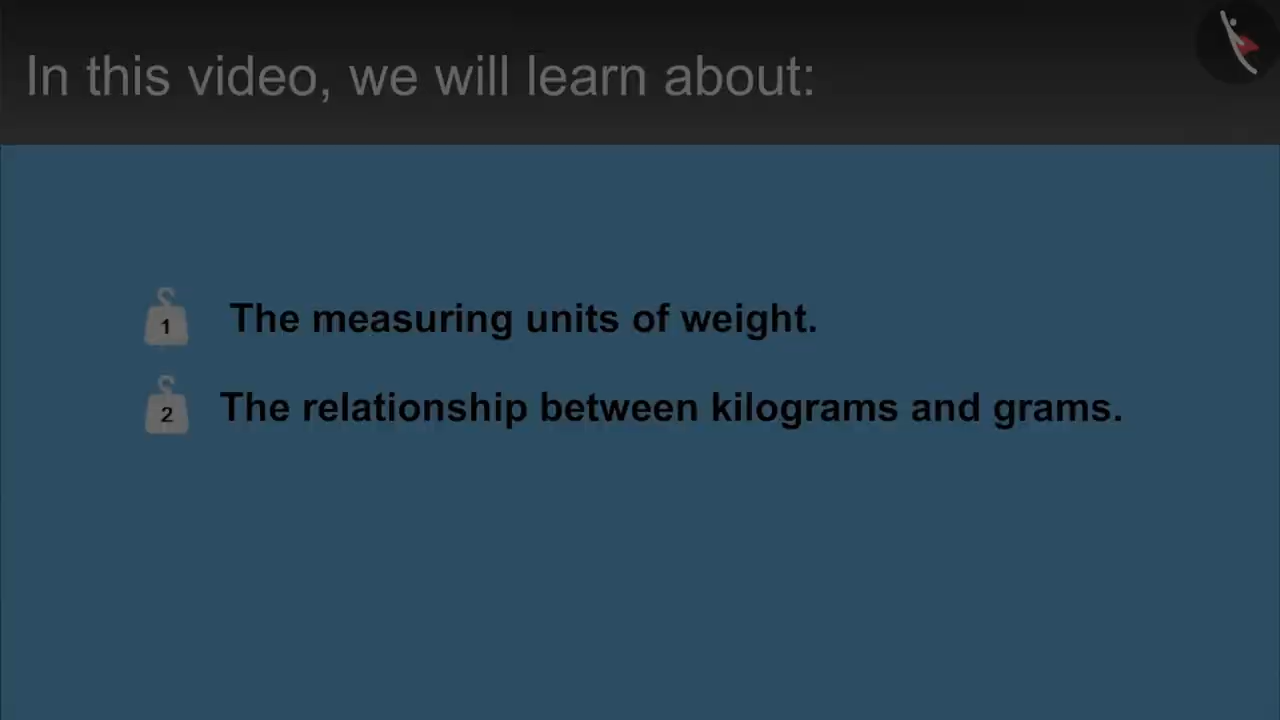 In this video, we will learn about:
1 The measuring units of weight.
2 The relationship between kilograms and grams.